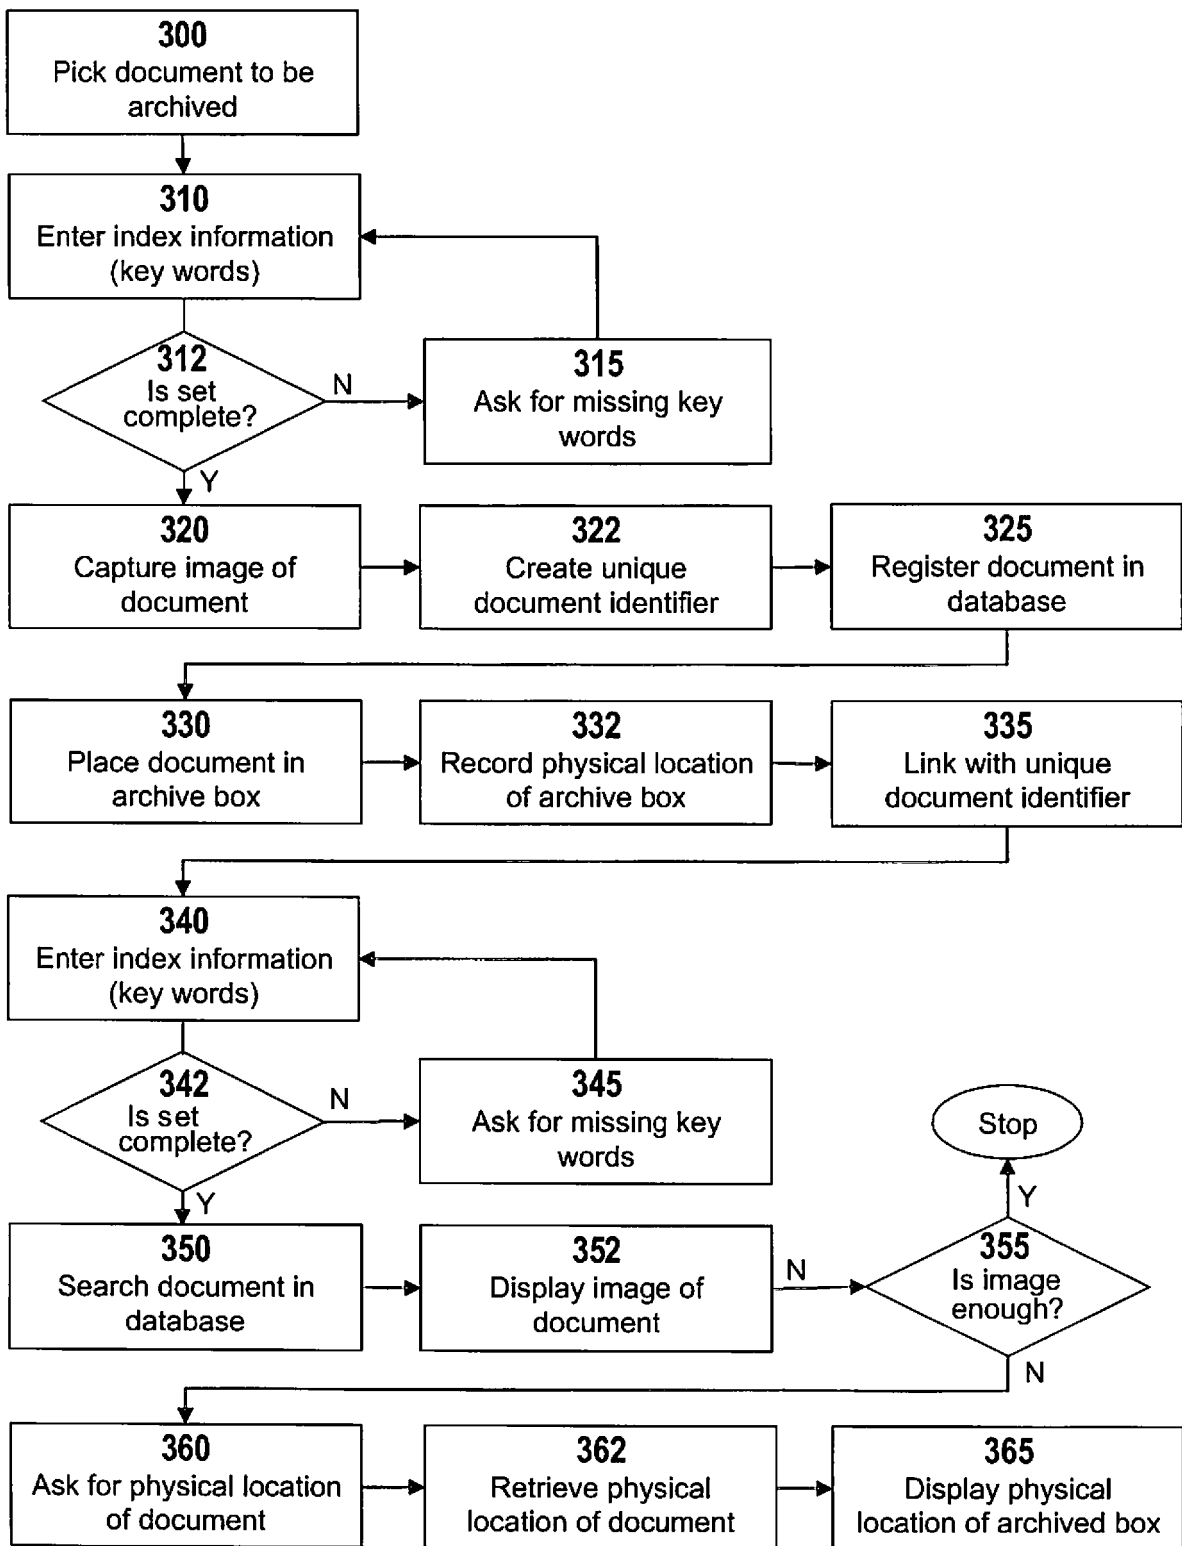 300
Pick document to be
archived
310
Enter index information
(key words)
312
Is set
complete?
N
315
Ask for missing key
words
Y
320
Capture image of
document
322
Create unique
document identifier
325
Register document in
database
330
Place document in
archive box
332
Record physical location
of archive box
335
Link with unique
document identifier
340
Enter index information
(key words)
342
Is set
complete?
N
345
Ask for missing key
words
Stop
Y
Y
350
Search document in
database
352
Display image of
document
N
355
Is image
enough?
N
360
Ask for physical location
of document
362
Retrieve physical
location of document
365
Display physical
location of archived box